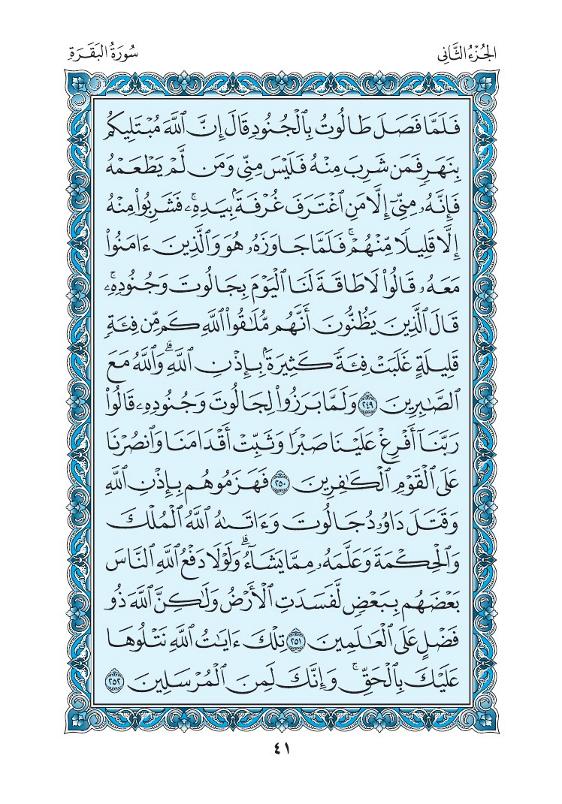 الجُزْءُ الثَّانِي
سُورَةُ البَقَرَةِ
فَلَمَّا فَصَلَ طَالُوتُ بِٱلْجُنُودِ قَالَ إِنَّ ٱللَّهَ مُبْتَلِيكُم
بِنَهَرٍ فَمَن شَرِبَ مِنْهُ فَلَيْسَ مِنِّي وَمَن لَّمْ يَطْعَمْهُ
فَإِنَّهُۥ مِنِّيٓ إِلَّا مَنِ ٱغْتَرَفَ غُرْفَةَۢ بِيَدِهِۦۚ فَشَرِبُوا۟ مِنْهُ
إِلَّا قَلِيلًا مِّنْهُمْۚ فَلَمَّا جَاوَزَهُۥ هُوَ وَٱلَّذِينَ ءَامَنُوا۟
مَعَهُۥ قَالُوا۟ لَا طَاقَةَ لَنَا ٱلْيَوْمَ بِجَالُوتَ وَجُنُودِهِۦۚ
قَالَ ٱلَّذِينَ يَظُنُّونَ أَنَّهُم مُّلَٰقُوا۟ ٱللَّهِ كَم مِّن فِئَةٍ
قَلِيلَةٍ غَلَبَتْ فِئَةً كَثِيرَةَۢ بِإِذْنِ ٱللَّهِۗ وَٱللَّهُ مَعَ
ٱلصَّٰبِرِينَ ٢٤٩ وَلَمَّا بَرَزُوا۟ لِجَالُوتَ وَجُنُودِهِۦ قَالُوا۟
رَبَّنَآ أَفْرِغْ عَلَيْنَا صَبْرًا وَثَبِّتْ أَقْدَامَنَا وَٱنصُرْنَا
عَلَى ٱلْقَوْمِ ٱلْكَٰفِرِينَ ٢٥٠ فَهَزَمُوهُم بِإِذْنِ ٱللَّهِ
وَقَتَلَ دَاوُۥدُ جَالُوتَ وَءَاتَىٰهُ ٱللَّهُ ٱلْمُلْكَ
وَٱلْحِكْمَةَ وَعَلَّمَهُۥ مِمَّا يَشَآءُۗ وَلَوْلَا دَفْعُ ٱللَّهِ ٱلنَّاسَ
بَعْضَهُم بِبَعْضٍ لَّفَسَدَتِ ٱلْأَرْضُ وَلَٰكِنَّ ٱللَّهَ ذُو
فَضْلٍ عَلَى ٱلْعَٰلَمِينَ ٢٥١ تِلْكَ ءَايَٰتُ ٱللَّهِ نَتْلُوهَا
عَلَيْكَ بِٱلْحَقِّۚ وَإِنَّكَ لَمِنَ ٱلْمُرْسَلِينَ ٢٥٢
٤١